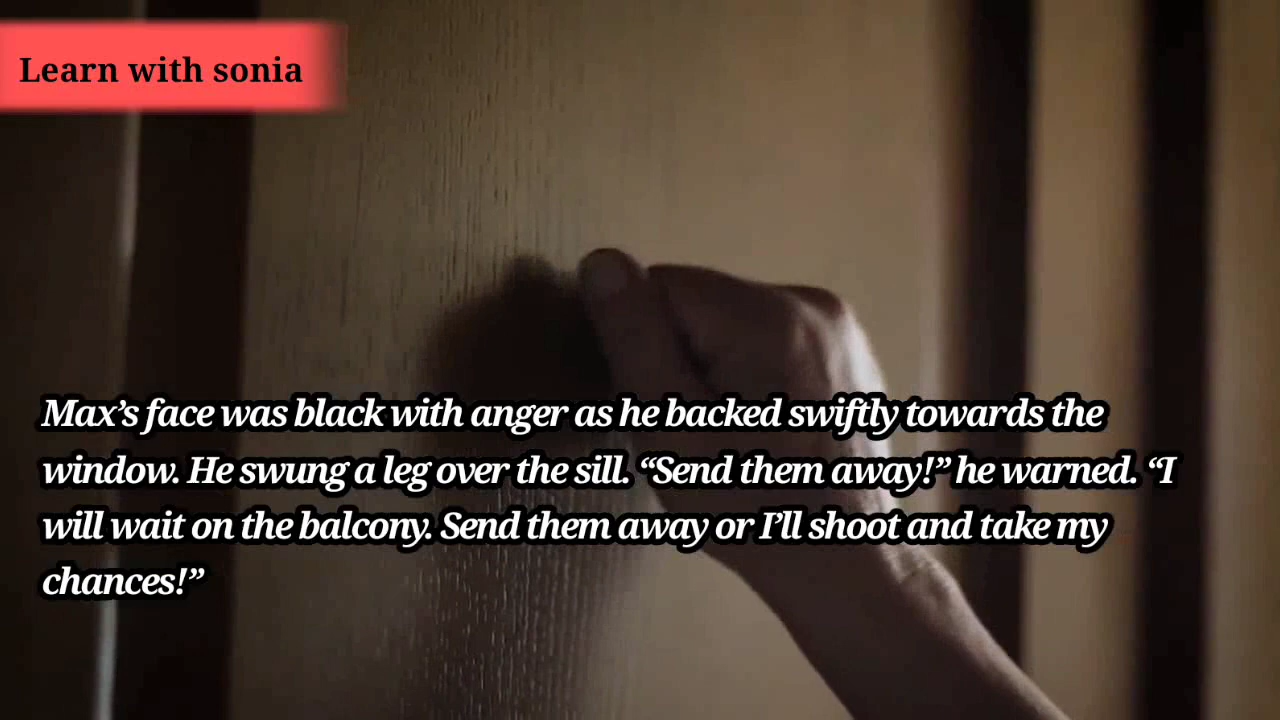 Learn with sonia
Max’s face was black with anger as he backed swiftly towards the
window. He swung a leg over the sill. “Send them away!” he warned. “I
will wait on the balcony. Send them away or I’ll shoot and take my
chances!”